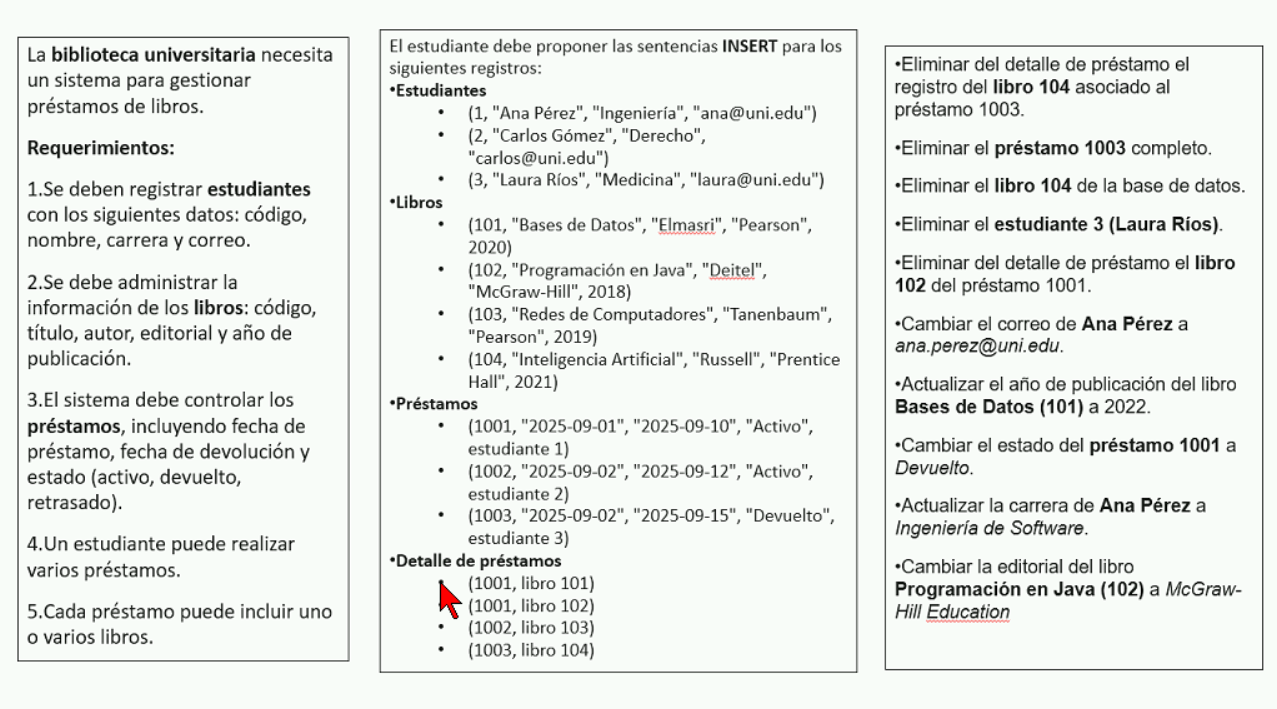 La biblioteca universitaria necesita
un sistema para gestionar
préstamos de libros.
Requerimientos:
1.Se deben registrar estudiantes
con los siguientes datos: código,
nombre, carrera y correo.
2.Se debe administrar la
información de los libros: código,
título, autor, editorial y año de
publicación.
3.El sistema debe controlar los
préstamos, incluyendo fecha de
préstamo, fecha de devolución y
estado (activo, devuelto,
retrasado).
4.Un estudiante puede realizar
varios préstamos.
5.Cada préstamo puede incluir uno
o varios libros.
El estudiante debe proponer las sentencias INSERT para los
siguientes registros:
•Estudiantes
• (1, "Ana Pérez", "Ingeniería", "ana@uni.edu")
• (2, "Carlos Gómez", "Derecho",
"carlos@uni.edu")
• (3, "Laura Ríos", "Medicina", "laura@uni.edu")
•Libros
• (101, "Bases de Datos", "Elmasri", "Pearson",
2020)
• (102, "Programación en Java", "Deitel",
"McGraw-Hill", 2018)
• (103, "Redes de Computadores", "Tanenbaum",
"Pearson", 2019)
• (104, "Inteligencia Artificial", "Russell", "Prentice
Hall", 2021)
•Préstamos
• (1001, "2025-09-01", "2025-09-10", "Activo",
estudiante 1)
• (1002, "2025-09-02", "2025-09-12", "Activo",
estudiante 2)
• (1003, "2025-09-02", "2025-09-15", "Devuelto",
estudiante 3)
•Detalle de préstamos
• (1001, libro 101)
• (1001, libro 102)
• (1002, libro 103)
• (1003, libro 104)
•Eliminar del detalle de préstamo el
registro del libro 104 asociado al
préstamo 1003.
•Eliminar el préstamo 1003 completo.
•Eliminar el libro 104 de la base de datos.
•Eliminar el estudiante 3 (Laura Ríos).
•Eliminar del detalle de préstamo el libro
102 del préstamo 1001.
•Cambiar el correo de Ana Pérez a
ana.perez@uni.edu.
•Actualizar el año de publicación del libro
Bases de Datos (101) a 2022.
•Cambiar el estado del préstamo 1001 a
Devuelto.
•Actualizar la carrera de Ana Pérez a
Ingeniería de Software.
•Cambiar la editorial del libro
Programación en Java (102) a McGraw-
Hill Education